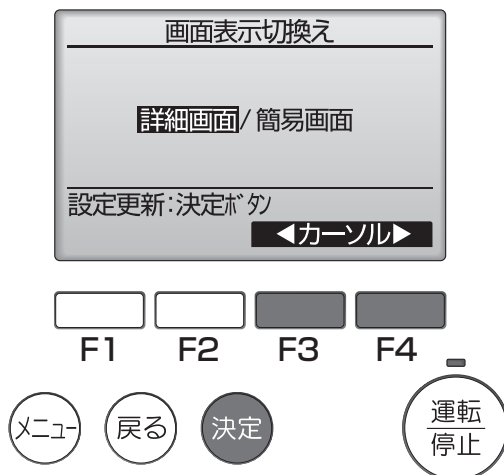 画面表示切換え
詳細画面/簡易画面
設定更新:決定ボタン
◀カーソル▶
F1 F2 F3 F4
メニュー 戻る 決定 運転
停止